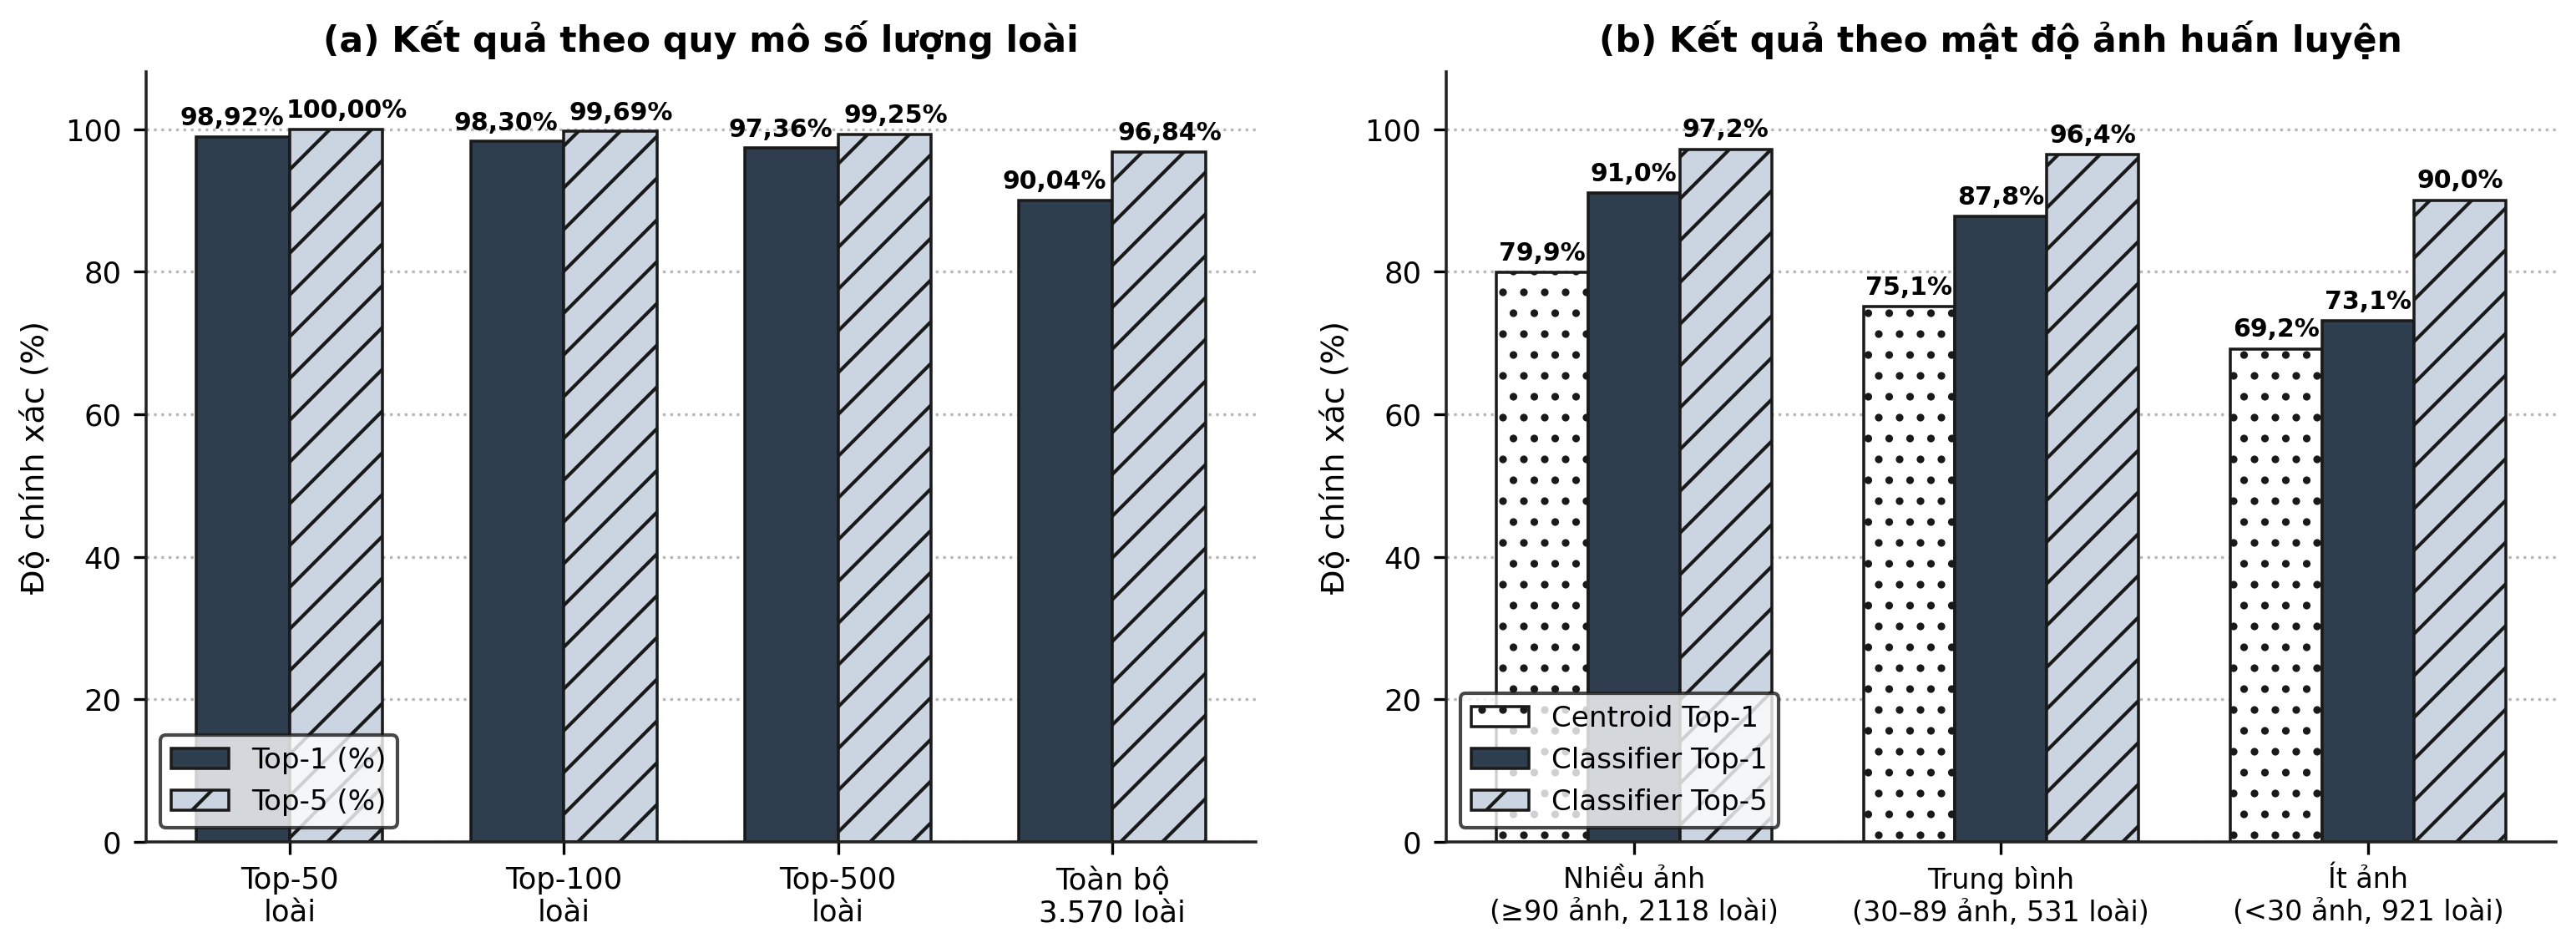 (a) Kết quả theo quy mô số lượng loài
Độ chính xác (%)
100
80
60
40
20
0
98,92%
100,00%
98,30%
99,69%
97,36%
99,25%
90,04%
96,84%
Top-1 (%)
Top-5 (%)
Top-50
loài
Top-100
loài
Top-500
loài
Toàn bộ
3.570 loài
(b) Kết quả theo mật độ ảnh huấn luyện
Độ chính xác (%)
100
80
60
40
20
0
79,9%
91,0%
97,2%
75,1%
87,8%
96,4%
69,2%
73,1%
90,0%
Centroid Top-1
Classifier Top-1
Classifier Top-5
Nhiều ảnh
(≥90 ảnh, 2118 loài)
Trung bình
(30–89 ảnh, 531 loài)
Ít ảnh
(<30 ảnh, 921 loài)